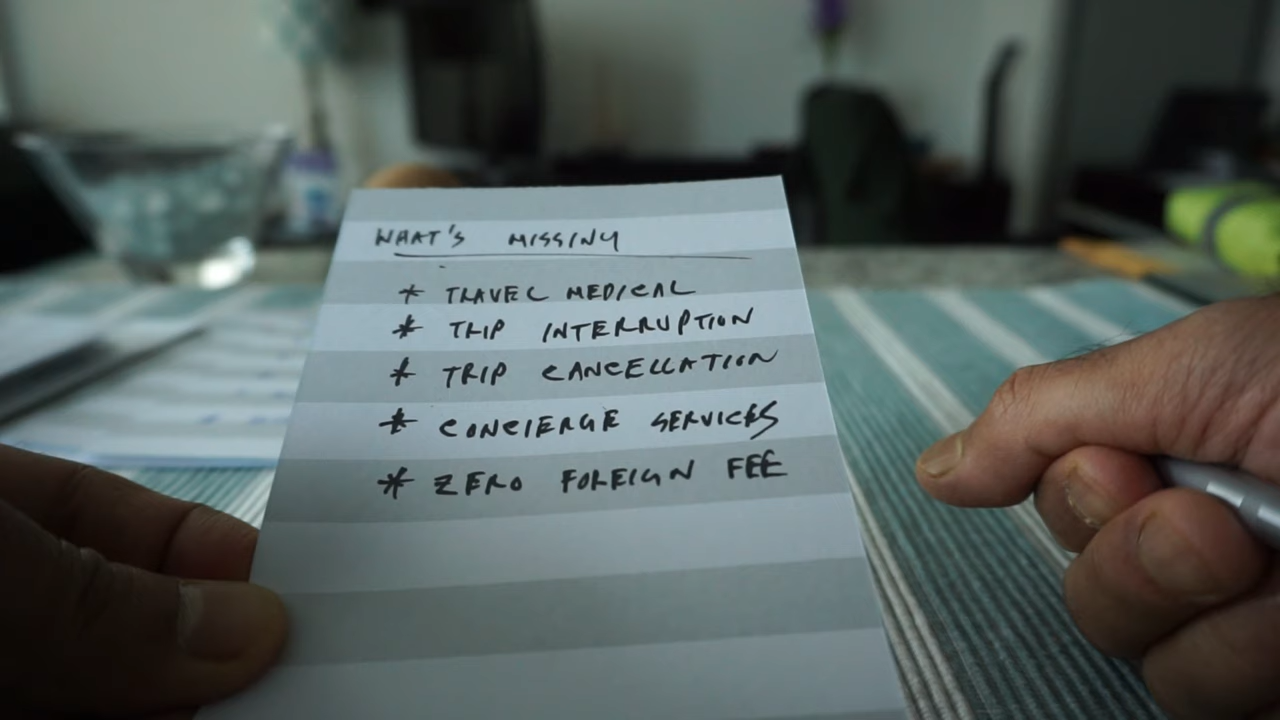 WHAT'S MISSING
* TRAVEL MEDICAL
* TRIP INTERRUPTION
* TRIP CANCELLATION
* CONCIERGE SERVICES
* ZERO FOREIGN FEE